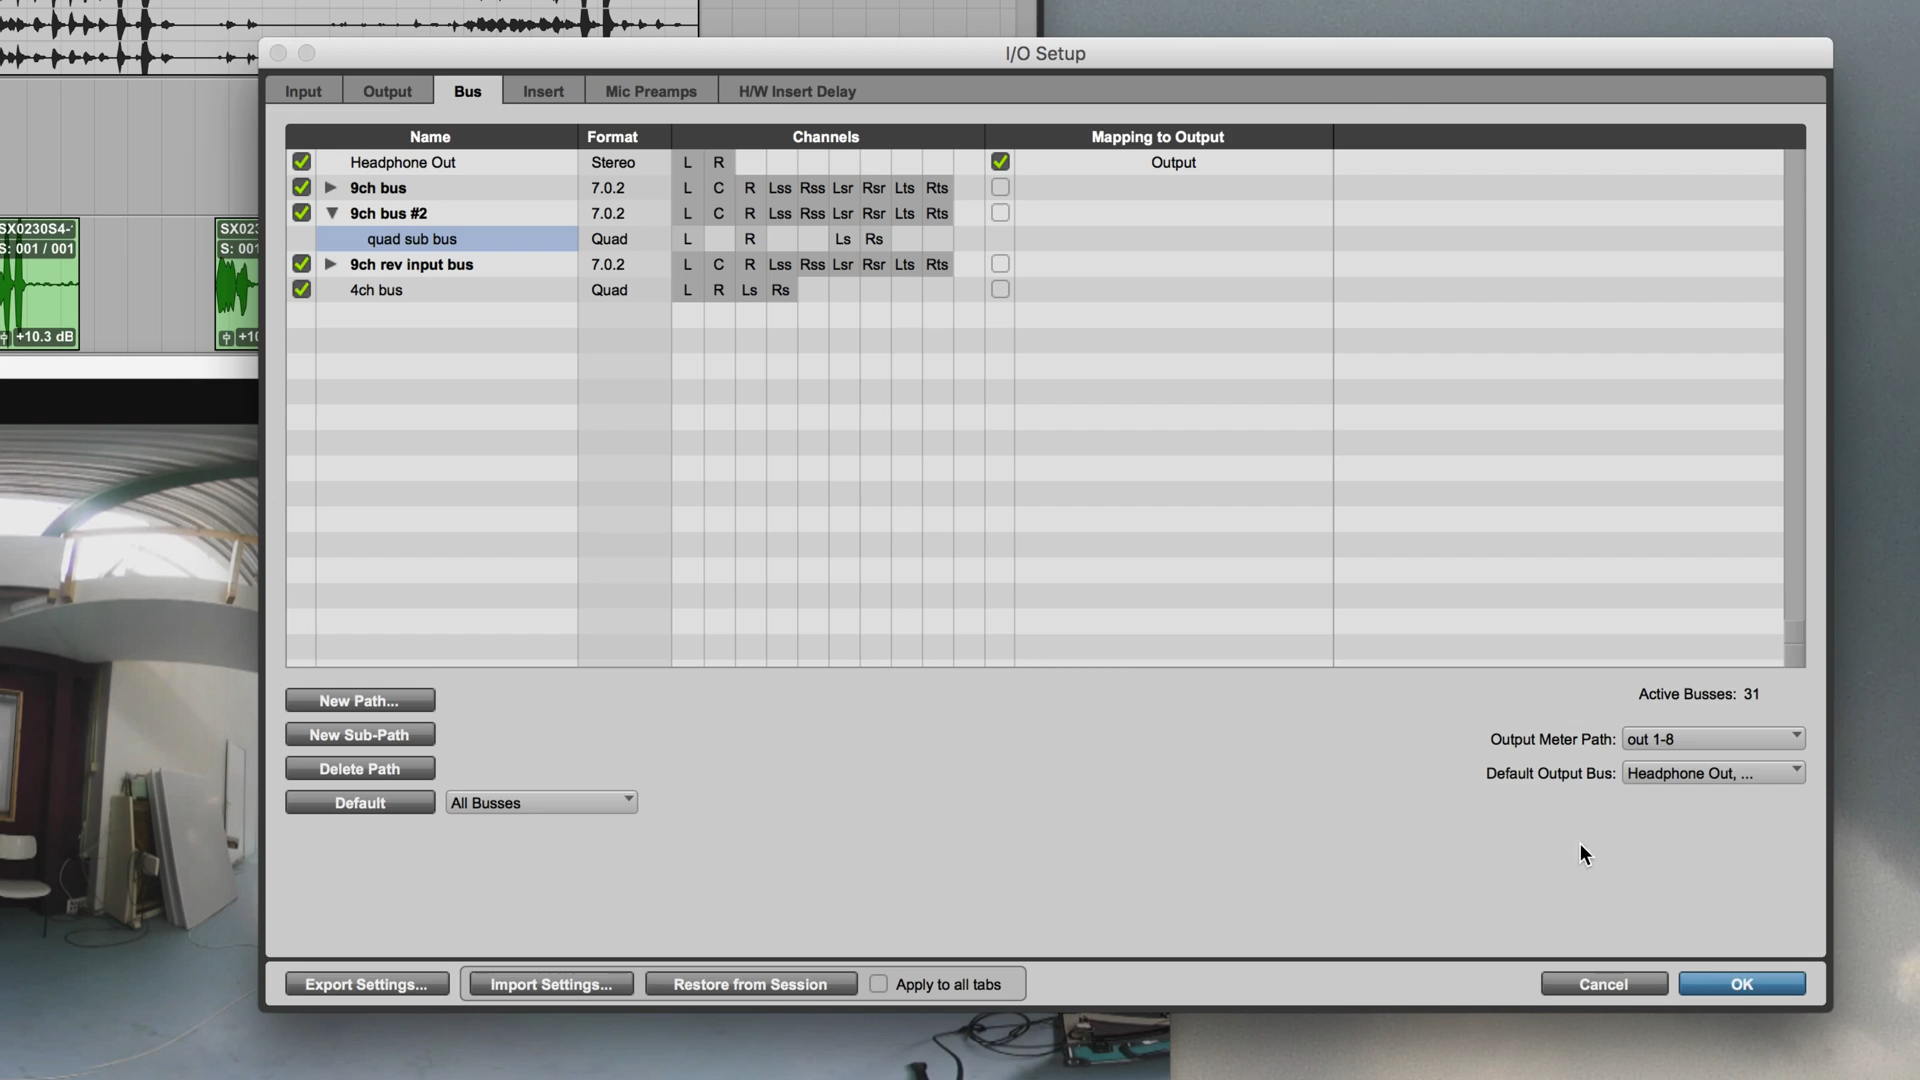 I/O Setup
Input Output Bus Insert Mic Preamps H/W Insert Delay
Name Format Channels Mapping to Output
Headphone Out Stereo L R Output
9ch bus 7.0.2 L C R Lss Rss Lsr Rsr Lts Rts
9ch bus #2 7.0.2 L C R Lss Rss Lsr Rsr Lts Rts
quad sub bus Quad L R Ls Rs
9ch rev input bus 7.0.2 L C R Lss Rss Lsr Rsr Lts Rts
4ch bus Quad L R Ls Rs
SX0230S4-
S: 001 / 001
+10.3 dB
SX023
S: 001
+10
New Path...
New Sub-Path
Delete Path
Default All Busses
Active Busses: 31
Output Meter Path: out 1-8
Default Output Bus: Headphone Out, ...
Export Settings... Import Settings... Restore from Session Apply to all tabs Cancel OK